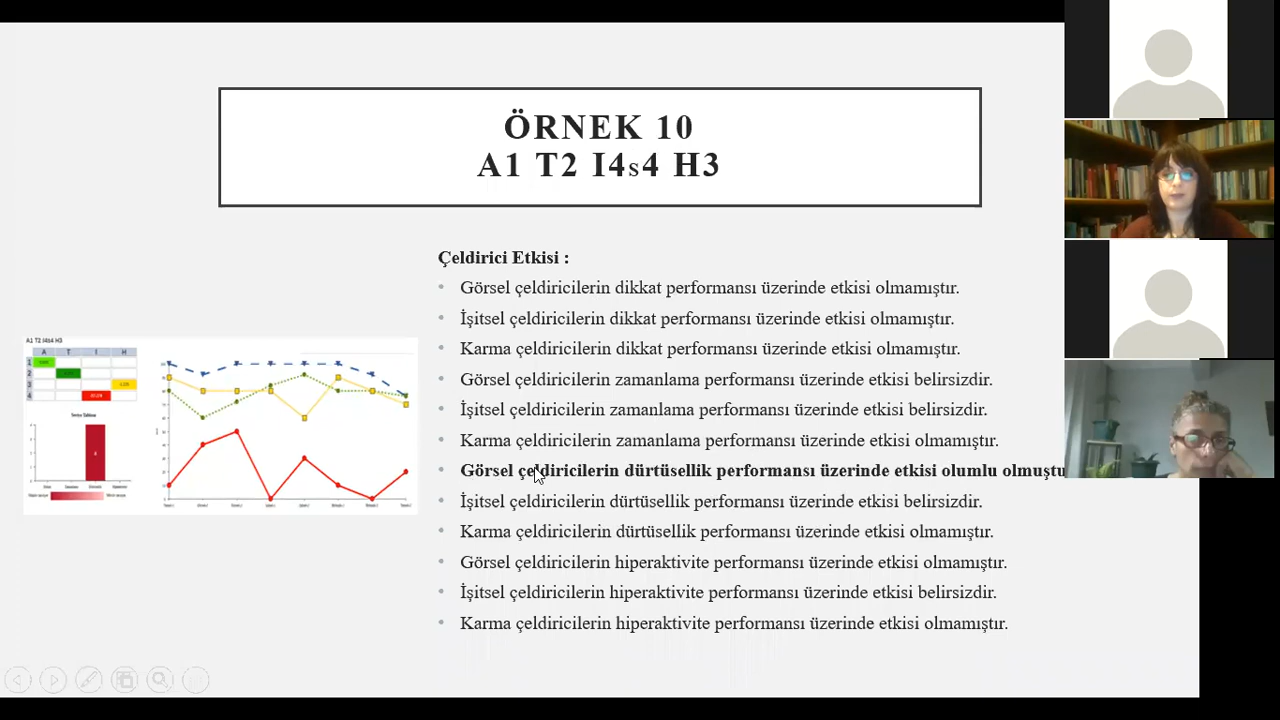 ÖRNEK 10
A1 T2 I4s4 H3
Çeldirici Etkisi :
• Görsel çeldiricilerin dikkat performansı üzerinde etkisi olmamıştır.
• İşitsel çeldiricilerin dikkat performansı üzerinde etkisi olmamıştır.
• Karma çeldiricilerin dikkat performansı üzerinde etkisi olmamıştır.
• Görsel çeldiricilerin zamanlama performansı üzerinde etkisi belirsizdir.
• İşitsel çeldiricilerin zamanlama performansı üzerinde etkisi belirsizdir.
• Karma çeldiricilerin zamanlama performansı üzerinde etkisi olmamıştır.
• Görsel çeldiricilerin dürtüsellik performansı üzerinde etkisi olumlu olmuştu
• İşitsel çeldiricilerin dürtüsellik performansı üzerinde etkisi belirsizdir.
• Karma çeldiricilerin dürtüsellik performansı üzerinde etkisi olmamıştır.
• Görsel çeldiricilerin hiperaktivite performansı üzerinde etkisi olmamıştır.
• İşitsel çeldiricilerin hiperaktivite performansı üzerinde etkisi belirsizdir.
• Karma çeldiricilerin hiperaktivite performansı üzerinde etkisi olmamıştır.
A1 T2 I4s4 H3
A T I H
1
2
3
4